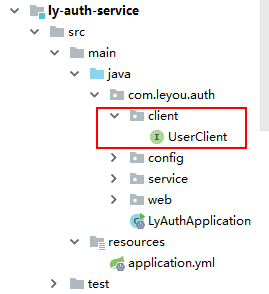 ly-auth-service
src
main
java
com.leyou.auth
client
UserClient
config
service
web
LyAuthApplication
resources
application.yml
test